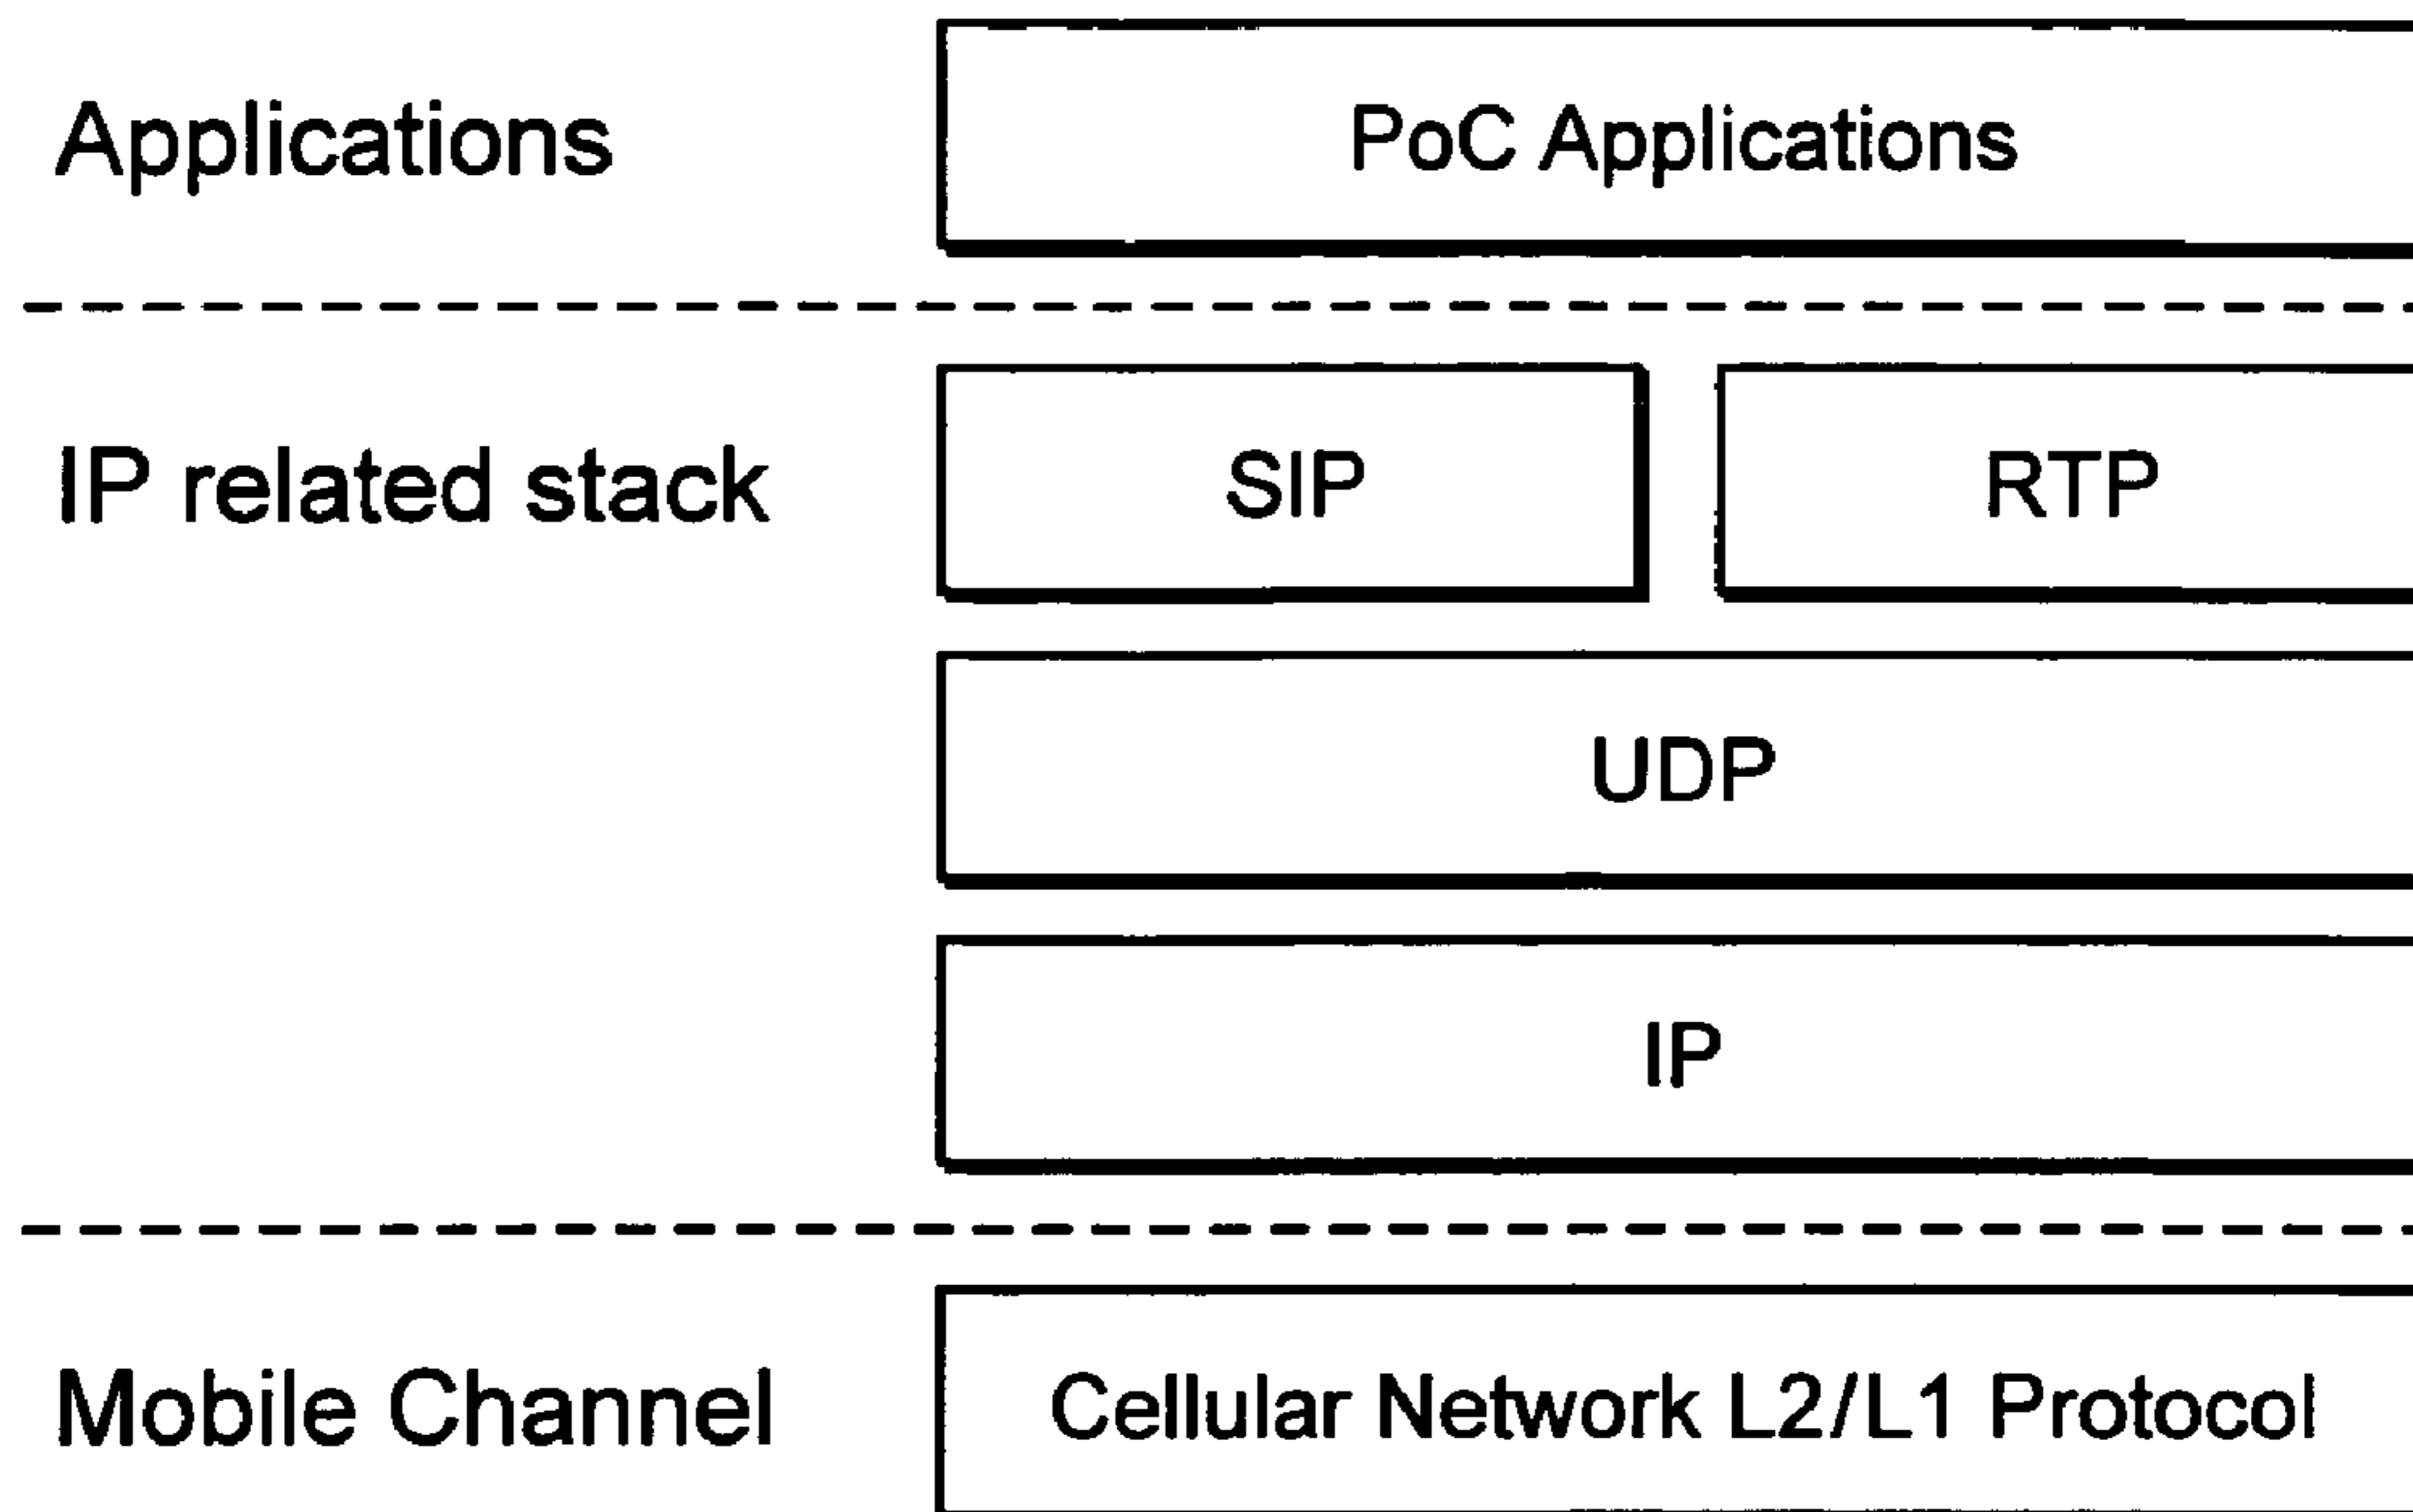 Applications
PoC Applications
IP related stack
SIP
RTP
UDP
IP
Mobile Channel
Cellular Network L2/L1 Protocol